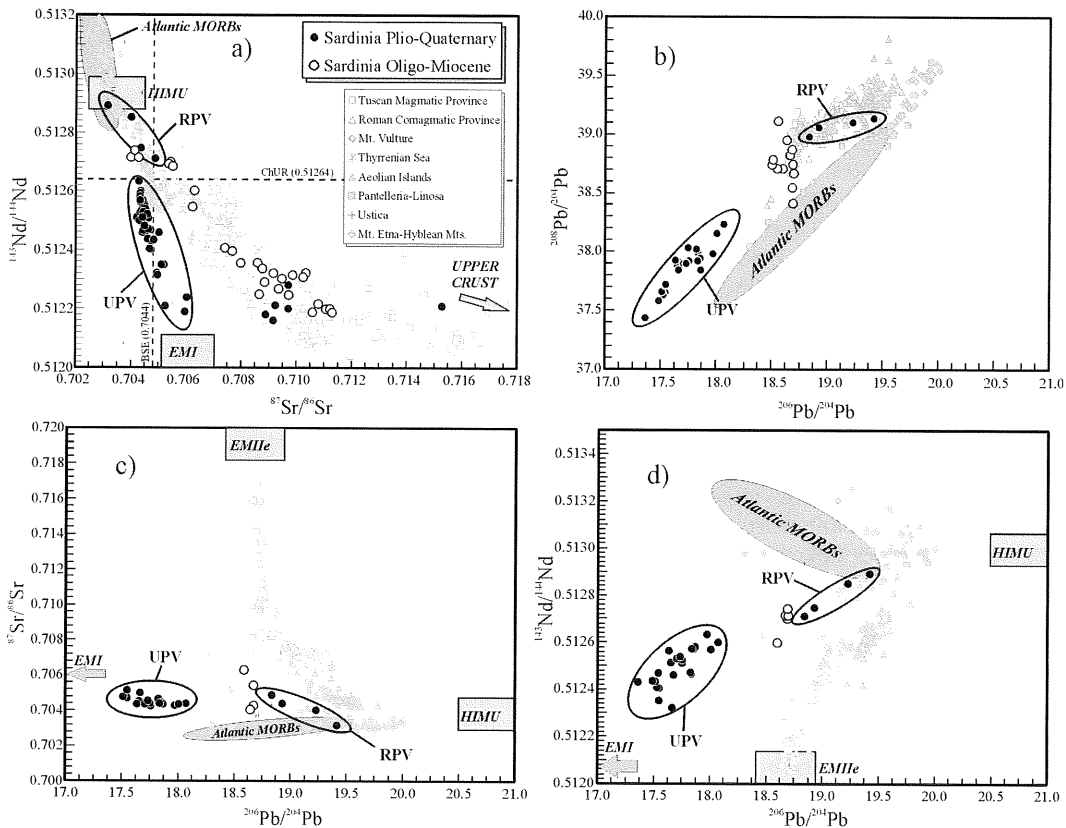 a)
0.5132
0.5130
0.5128
0.5126
0.5124
0.5122
0.5120
¹⁴³Nd/¹⁴⁴Nd
0.702
0.704
0.706
0.708
0.710
0.712
0.714
0.716
0.718
⁸⁷Sr/⁸⁶Sr
Atlantic MORBs
HIMU
RPV
ChUR (0.51264)
UPV
BSE (0.7044)
EMI
UPPER
CRUST
Sardinia Plio-Quaternary
Sardinia Oligo-Miocene
Tuscan Magmatic Province
Roman Comagmatic Province
Mt. Vulture
Thyrrenian Sea
Aeolian Islands
Pantelleria-Linosa
Ustica
Mt. Etna-Hyblean Mts.
b)
40.0
39.5
39.0
38.5
38.0
37.5
37.0
²⁰⁸Pb/²⁰⁴Pb
17.0
17.5
18.0
18.5
19.0
19.5
20.0
20.5
21.0
²⁰⁶Pb/²⁰⁴Pb
RPV
Atlantic MORBs
UPV
c)
0.720
0.718
0.716
0.714
0.712
0.710
0.708
0.706
0.704
0.702
0.700
⁸⁷Sr/⁸⁶Sr
17.0
17.5
18.0
18.5
19.0
19.5
20.0
20.5
21.0
²⁰⁶Pb/²⁰⁴Pb
EMIIe
EMI
UPV
HIMU
Atlantic MORBs
RPV
d)
0.5134
0.5132
0.5130
0.5128
0.5126
0.5124
0.5122
0.5120
¹⁴³Nd/¹⁴⁴Nd
17.0
17.5
18.0
18.5
19.0
19.5
20.0
20.5
21.0
²⁰⁶Pb/²⁰⁴Pb
Atlantic MORBs
HIMU
RPV
UPV
EMI
EMIIe